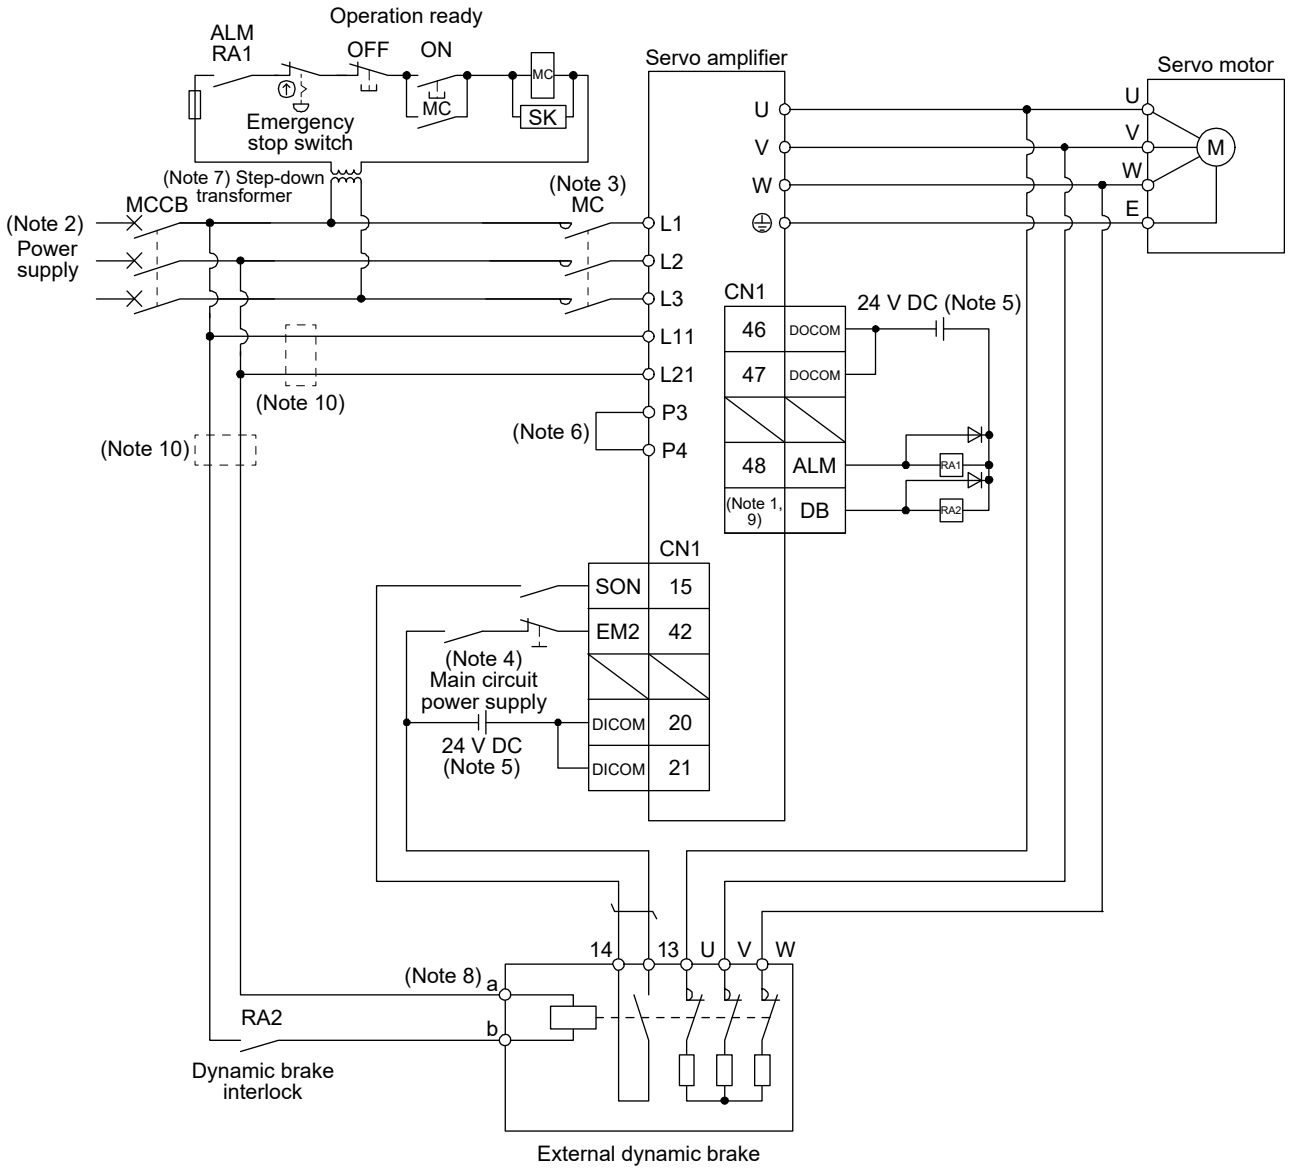 Operation ready
ALM
RA1
OFF
ON
MC
MC
SK
Emergency
stop switch
(Note 7) Step-down
transformer
MCCB
(Note 2)
Power
supply
(Note 3)
MC
Servo amplifier
Servo motor
U
V
W
U
V
W
E
M
L1
L2
L3
L11
L21
(Note 10)
(Note 10)
P3
P4
(Note 6)
CN1
24 V DC (Note 5)
46
DOCOM
47
DOCOM
48
ALM
RA1
(Note 1,
9)
DB
RA2
CN1
SON
15
EM2
42
(Note 4)
Main circuit
power supply
DICOM
20
24 V DC
(Note 5)
DICOM
21
14
13
U
V
W
(Note 8)
a
RA2
b
Dynamic brake
interlock
External dynamic brake